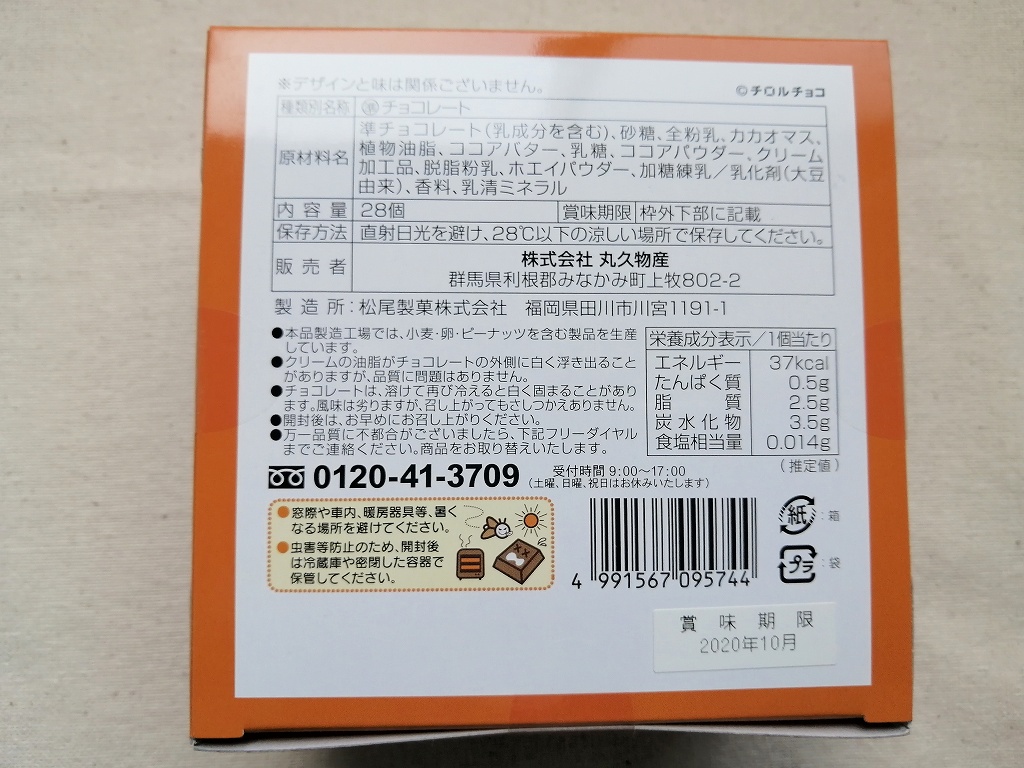 ※デザインと味は関係ございません。
©チロルチョコ
種類別名称 準チョコレート
原材料名 準チョコレート(乳成分を含む)、砂糖、全粉乳、カカオマス、
植物油脂、ココアバター、乳糖、ココアパウダー、クリーム
加工品、脱脂粉乳、ホエイパウダー、加糖練乳／乳化剤(大豆
由来)、香料、乳清ミネラル
内容量 28個 賞味期限 枠外下部に記載
保存方法 直射日光を避け、28℃以下の涼しい場所で保存してください。
販売者 株式会社 丸久物産
群馬県利根郡みなかみ町上牧802-2
製造所：松尾製菓株式会社 福岡県田川市川宮1191-1
●本品製造工場では、小麦・卵・ピーナッツを含む製品を生産
しています。
●クリームの油脂がチョコレートの外側に白く浮き出ること
がありますが、品質に問題はありません。
●チョコレートは、溶けて再び冷えると白く固まることがあり
ます。風味は劣りますが、召し上がってもさしつかえありません。
●開封後は、お早めにお召し上がりください。
●万一品質に不都合がございましたら、下記フリーダイヤル
までご連絡ください。商品をお取り替えいたします。
栄養成分表示／1個当たり
エネルギー 37kcal
たんぱく質 0.5g
脂質 2.5g
炭水化物 3.5g
食塩相当量 0.014g
(推定値)
0120-41-3709
受付時間 9:00〜17:00
(土曜、日曜、祝日はお休みいたします)
●窓際や車内、暖房器具等、暑く
なる場所を避けてください。
●虫害等防止のため、開封後
は冷蔵庫や密閉した容器で
保管してください。
4 991567 095744
紙：箱
プラ：袋
賞味期限
2020年10月